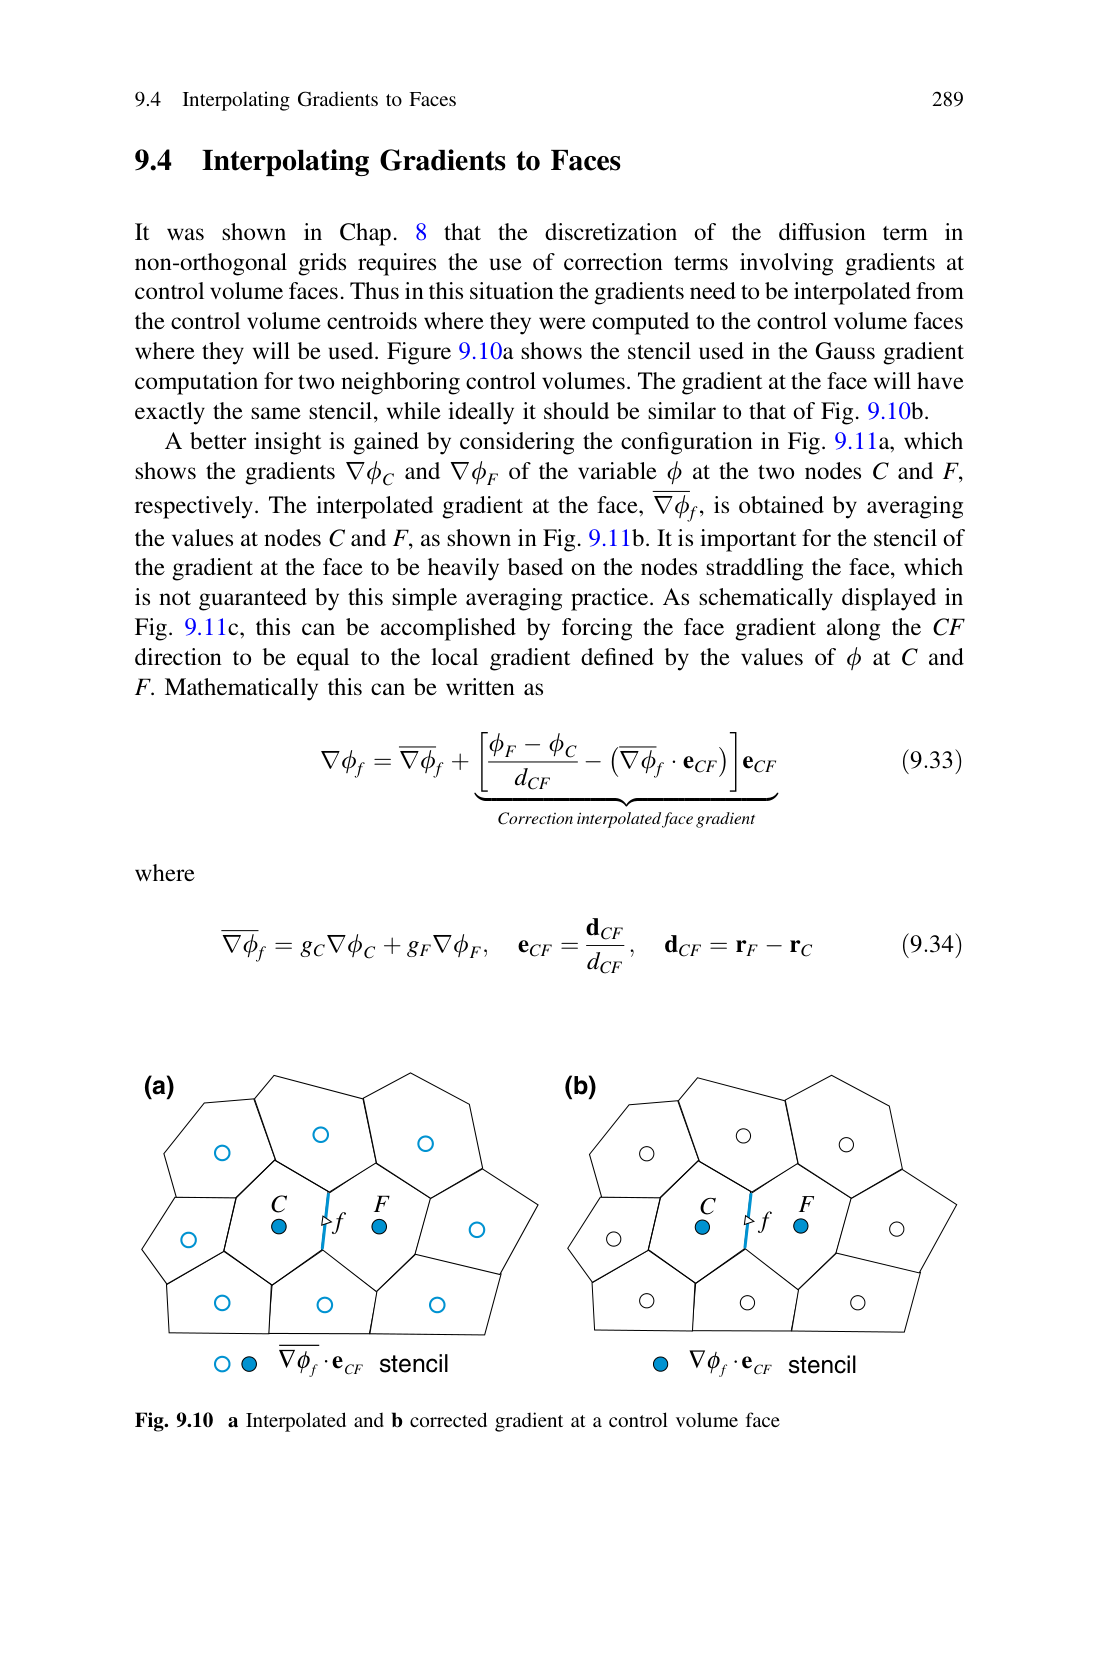 9.4 Interpolating Gradients to Faces 289
9.4 Interpolating Gradients to Faces
It was shown in Chap. 8 that the discretization of the diffusion term in
non-orthogonal grids requires the use of correction terms involving gradients at
control volume faces. Thus in this situation the gradients need to be interpolated from
the control volume centroids where they were computed to the control volume faces
where they will be used. Figure 9.10a shows the stencil used in the Gauss gradient
computation for two neighboring control volumes. The gradient at the face will have
exactly the same stencil, while ideally it should be similar to that of Fig. 9.10b.
A better insight is gained by considering the configuration in Fig. 9.11a, which
shows the gradients $\nabla\phi_C$ and $\nabla\phi_F$ of the variable $\phi$ at the two nodes C and F,
respectively. The interpolated gradient at the face, $\overline{\nabla\phi}_f$, is obtained by averaging
the values at nodes C and F, as shown in Fig. 9.11b. It is important for the stencil of
the gradient at the face to be heavily based on the nodes straddling the face, which
is not guaranteed by this simple averaging practice. As schematically displayed in
Fig. 9.11c, this can be accomplished by forcing the face gradient along the CF
direction to be equal to the local gradient defined by the values of $\phi$ at C and
F. Mathematically this can be written as
$\nabla\phi_f = \overline{\nabla\phi}_f + \underbrace{\left[\frac{\phi_F - \phi_C}{d_{CF}} - \left(\overline{\nabla\phi}_f \cdot \mathbf{e}_{CF}\right)\right]\mathbf{e}_{CF}}_{\textit{Correction interpolated face gradient}}$ (9.33)
where
$\overline{\nabla\phi}_f = g_C\nabla\phi_C + g_F\nabla\phi_F, \quad \mathbf{e}_{CF} = \frac{\mathbf{d}_{CF}}{d_{CF}}, \quad \mathbf{d}_{CF} = \mathbf{r}_F - \mathbf{r}_C$ (9.34)
(a)
C
F
f
$\overline{\nabla\phi_f} \cdot \mathbf{e}_{CF}$ stencil
(b)
C
F
f
$\nabla\phi_f \cdot \mathbf{e}_{CF}$ stencil
Fig. 9.10 a Interpolated and b corrected gradient at a control volume face